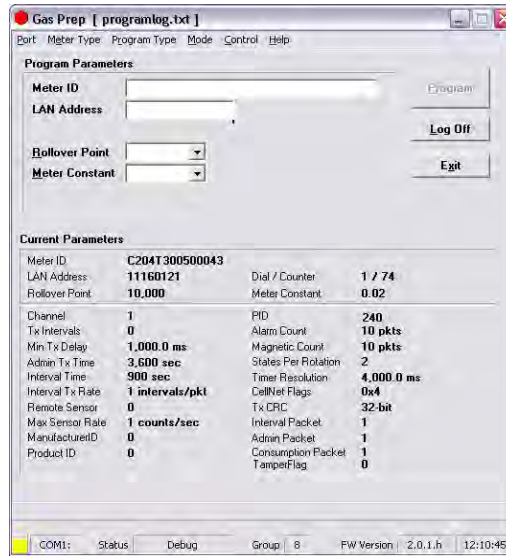 Gas Prep [ programlog.txt ]
Port Meter Type Program Type Mode Control Help
Program Parameters
Meter ID
Program
LAN Address
Log Off
Rollover Point
Exit
Meter Constant
Current Parameters
Meter ID C204T300500043
LAN Address 11160121 Dial / Counter 1 / 74
Rollover Point 10,000 Meter Constant 0.02
Channel 1 PID 240
Tx Intervals 0 Alarm Count 10 pkts
Min Tx Delay 1,000.0 ms Magnetic Count 10 pkts
Admin Tx Time 3,600 sec States Per Rotation 2
Interval Time 900 sec Timer Resolution 4,000.0 ms
Interval Tx Rate 1 intervals/pkt CellNet Flags 0x4
Remote Sensor 0 Tx CRC 32-bit
Max Sensor Rate 1 counts/sec Interval Packet 1
ManufacturerID 0 Admin Packet 1
Product ID 0 Consumption Packet 1
TamperFlag 0
COM1: Status Debug Group 8 FW Version 2.0.1.h 12:10:45